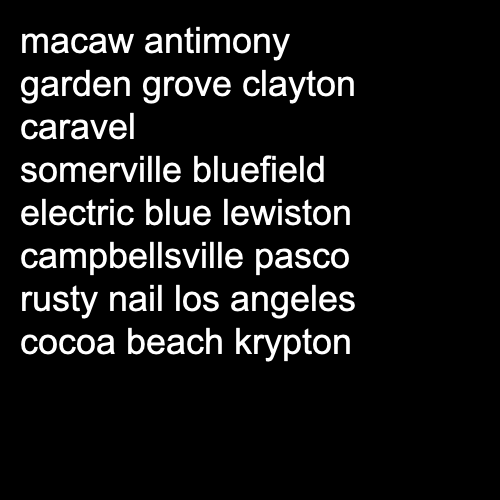 macaw antimony
garden grove clayton
caravel
somerville bluefield
electric blue lewiston
campbellsville pasco
rusty nail los angeles
cocoa beach krypton